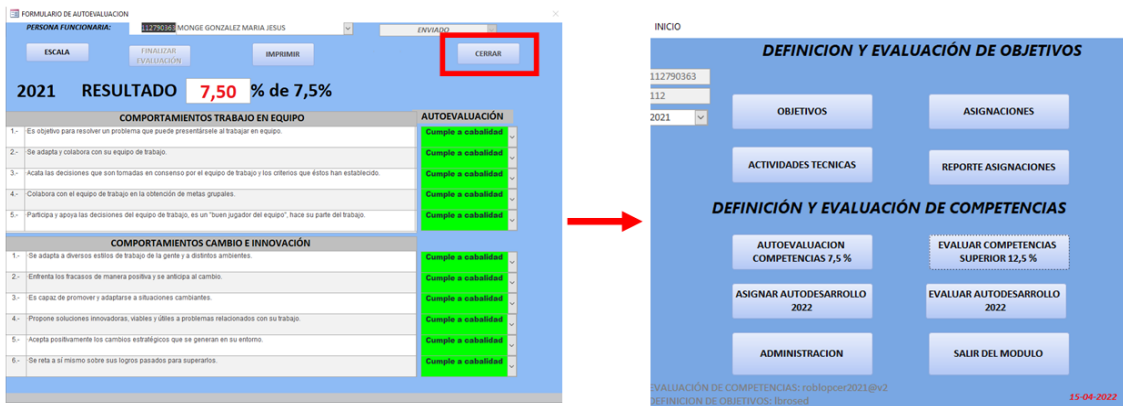 FORMULARIO DE AUTOEVALUACION
PERSONA FUNCIONARIA: 112790363 MONGE GONZALEZ MARIA JESUS ENVIADO
ESCALA
FINALIZAR
EVALUACIÓN
IMPRIMIR
CERRAR
2021 RESULTADO 7,50 % de 7,5%
COMPORTAMIENTOS TRABAJO EN EQUIPO AUTOEVALUACIÓN
1.- Es objetivo para resolver un problema que puede presentársele al trabajar en equipo. Cumple a cabalidad
2.- Se adapta y colabora con su equipo de trabajo. Cumple a cabalidad
3.- Acata las decisiones que son tomadas en consenso por el equipo de trabajo y los criterios que éstos han establecido. Cumple a cabalidad
4.- Colabora con el equipo de trabajo en la obtención de metas grupales. Cumple a cabalidad
5.- Participa y apoya las decisiones del equipo de trabajo, es un "buen jugador del equipo", hace su parte del trabajo. Cumple a cabalidad
COMPORTAMIENTOS CAMBIO E INNOVACIÓN
1.- Se adapta a diversos estilos de trabajo de la gente y a distintos ambientes. Cumple a cabalidad
2.- Enfrenta los fracasos de manera positiva y se anticipa al cambio. Cumple a cabalidad
3.- Es capaz de promover y adaptarse a situaciones cambiantes. Cumple a cabalidad
4.- Propone soluciones innovadoras, viables y útiles a problemas relacionados con su trabajo. Cumple a cabalidad
5.- Acepta positivamente los cambios estratégicos que se generan en su entorno. Cumple a cabalidad
6.- Se reta a sí mismo sobre sus logros pasados para superarlos. Cumple a cabalidad
INICIO
DEFINICION Y EVALUACIÓN DE OBJETIVOS
112790363
112
2021
OBJETIVOS
ASIGNACIONES
ACTIVIDADES TECNICAS
REPORTE ASIGNACIONES
DEFINICIÓN Y EVALUACIÓN DE COMPETENCIAS
AUTOEVALUACION
COMPETENCIAS 7,5 %
EVALUAR COMPETENCIAS
SUPERIOR 12,5 %
ASIGNAR AUTODESARROLLO
2022
EVALUAR AUTODESARROLLO
2022
ADMINISTRACION
SALIR DEL MODULO
EVALUACIÓN DE COMPETENCIAS: roblopcer2021@v2
DEFINICION DE OBJETIVOS: lbrosed
15-04-2022